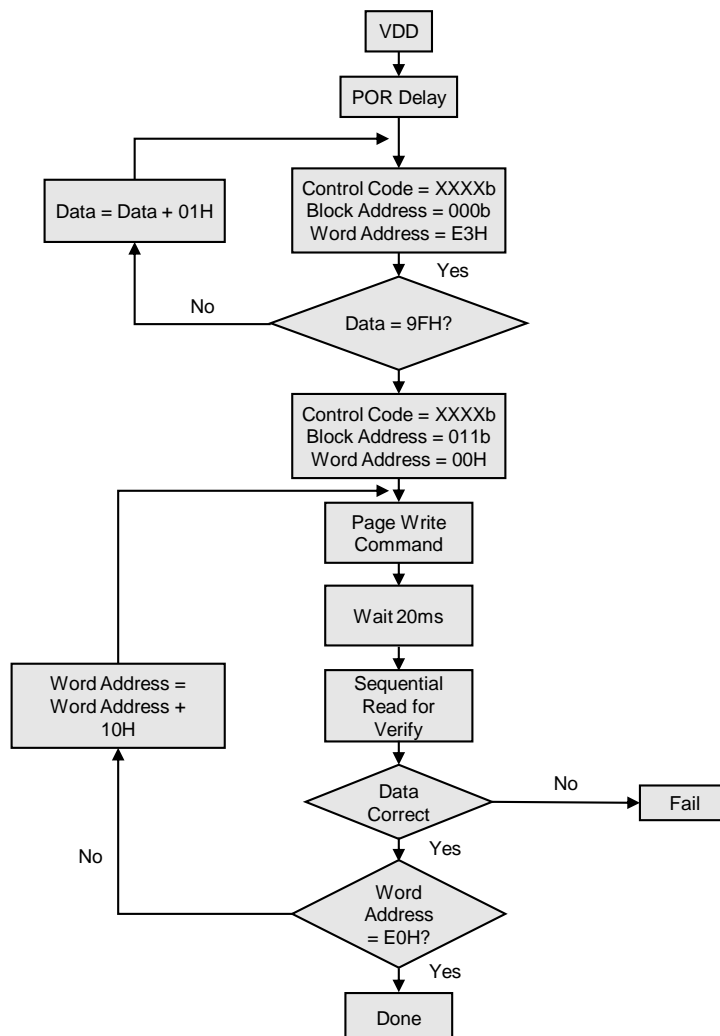 VDD
POR Delay
Data = Data + 01H
Control Code = XXXXb
Block Address = 000b
Word Address = E3H
Yes
No
Data = 9FH?
Control Code = XXXXb
Block Address = 011b
Word Address = 00H
Page Write
Command
Wait 20ms
Word Address =
Word Address +
10H
Sequential
Read for
Verify
Data
Correct
No
Fail
Yes
No
Word
Address
= E0H?
Yes
Done